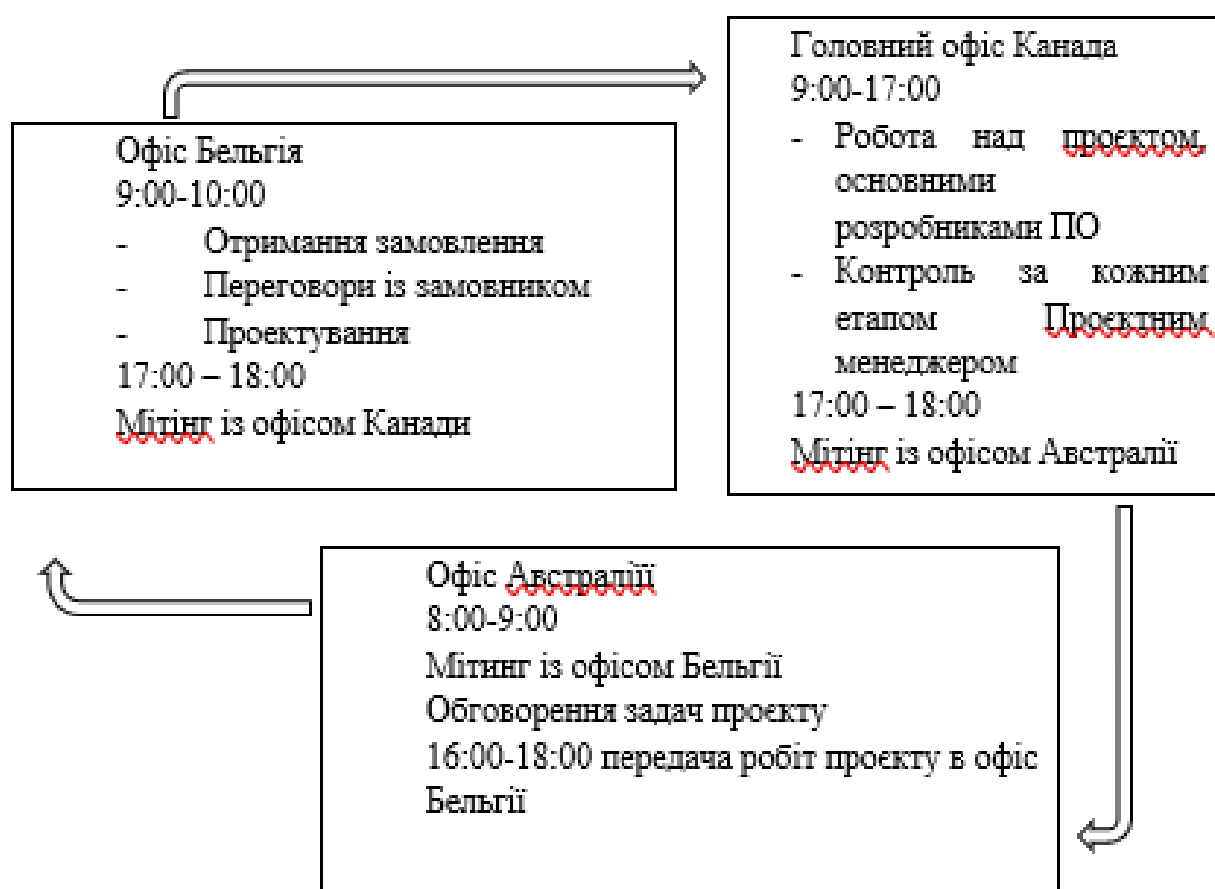 Офіс Бельгія
9:00-10:00
- Отримання замовлення
- Переговори із замовником
- Проектування
17:00 – 18:00
Мітінг із офісом Канади
Головний офіс Канада
9:00-17:00
- Робота над проєктом,
основними
розробниками ПО
- Контроль за кожним
етапом Проєктним
менеджером
17:00 – 18:00
Мітінг із офісом Австралії
Офіс Австраліїї
8:00-9:00
Мітинг із офісом Бельгії
Обговорення задач проєкту
16:00-18:00 передача робіт проєкту в офіс
Бельгії